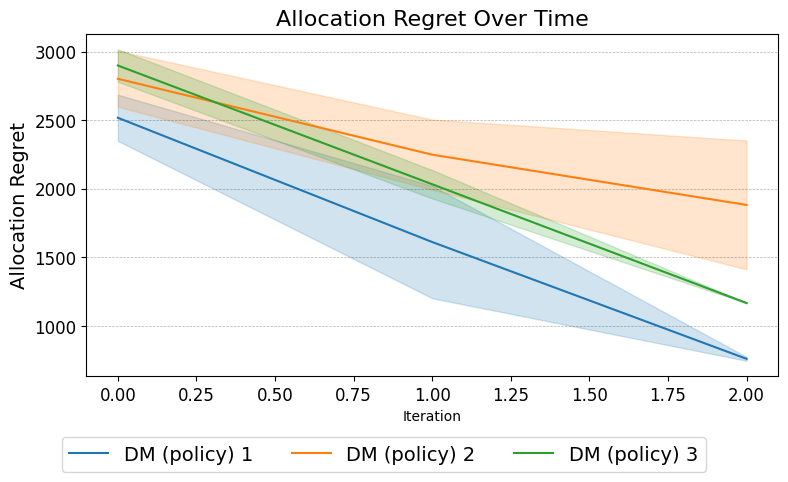 Allocation Regret Over Time
Allocation Regret
3000
2500
2000
1500
1000
0.00 0.25 0.50 0.75 1.00 1.25 1.50 1.75 2.00
Iteration
DM (policy) 1 DM (policy) 2 DM (policy) 3